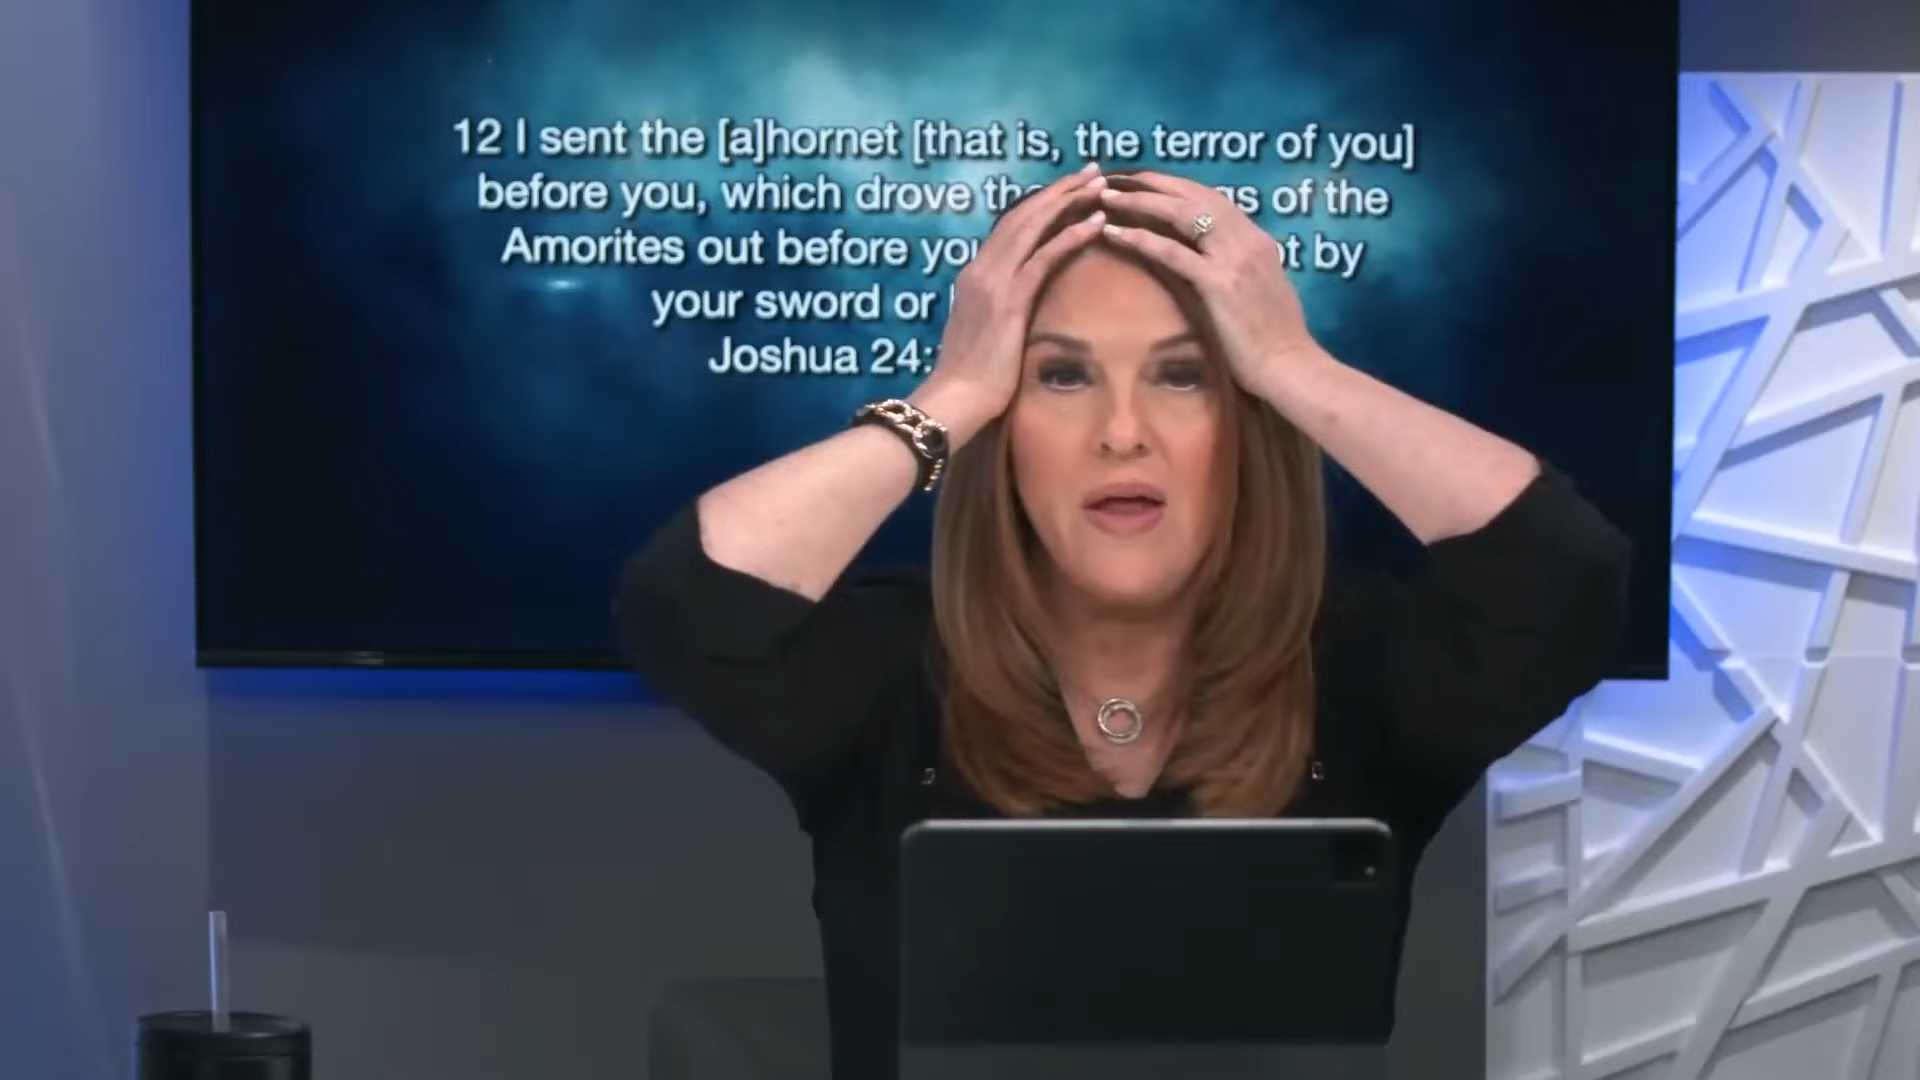 12 I sent the [a]hornet [that is, the terror of you]
before you, which drove of the
Amorites out before by
your sword or
Joshua 24: